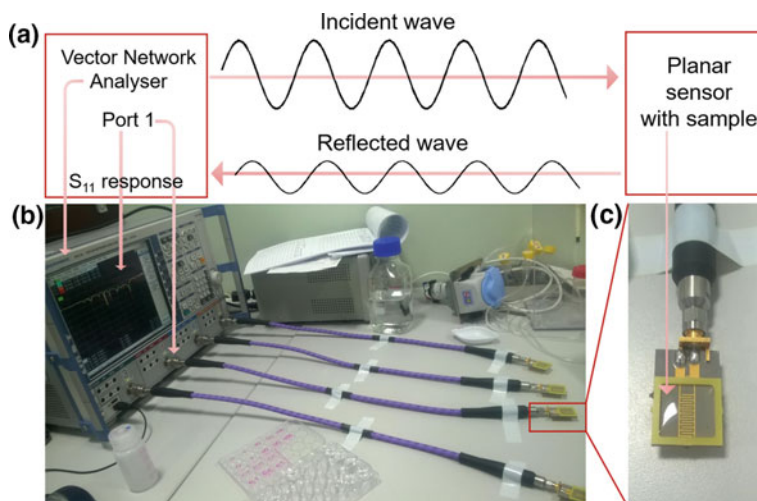 (a)
Vector Network
Analyser
Port 1
S₁₁ response
Incident wave
Reflected wave
Planar
sensor
with sample
(b)
(c)